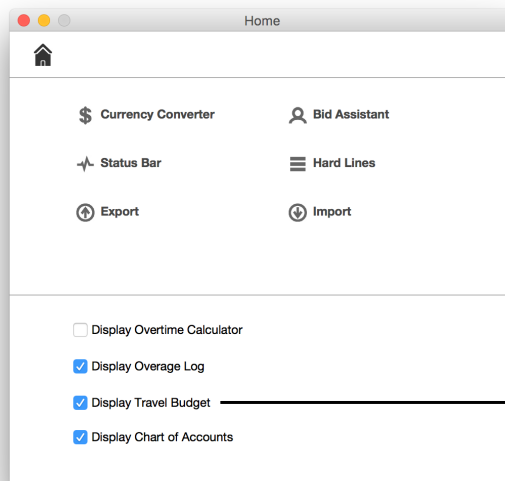 Home
Currency Converter
Bid Assistant
Status Bar
Hard Lines
Export
Import
Display Overtime Calculator
Display Overage Log
Display Travel Budget
Display Chart of Accounts